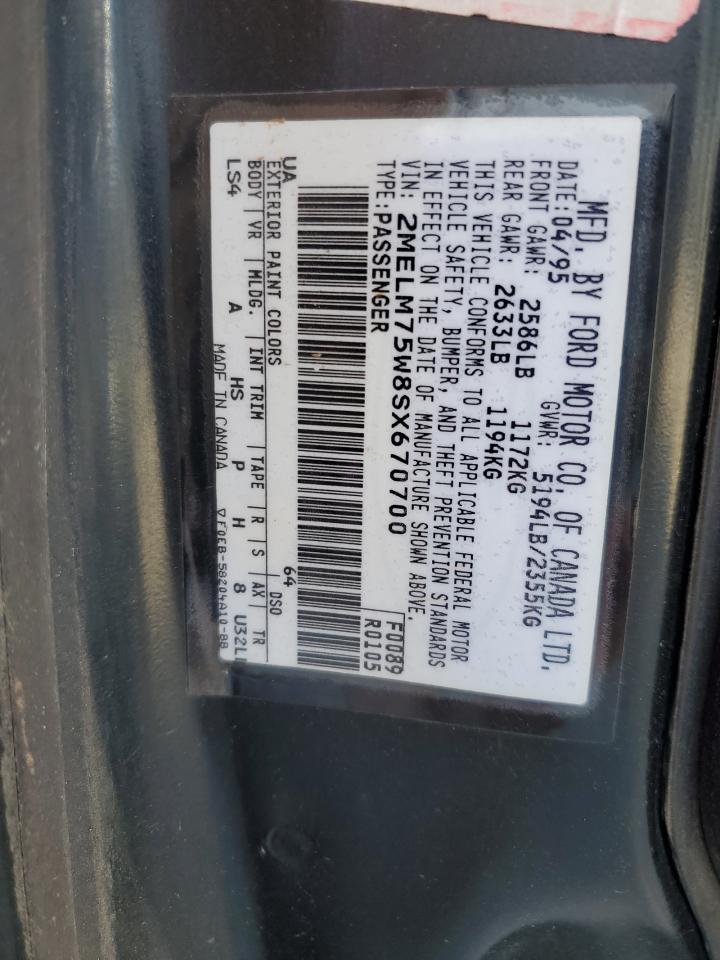 MFD. BY FORD MOTOR CO. OF CANADA LTD.
DATE: 04/95 GVWR: 5194LB/2355KG
FRONT GAWR: 2586LB 1172KG
REAR GAWR: 2633LB 1194KG
THIS VEHICLE CONFORMS TO ALL APPLICABLE FEDERAL MOTOR
VEHICLE SAFETY, BUMPER, AND THEFT PREVENTION STANDARDS
IN EFFECT ON THE DATE OF MANUFACTURE SHOWN ABOVE.
VIN: 2MELM75W8SX670700 F0089
TYPE: PASSENGER R0105
UA 64
EXTERIOR PAINT COLORS DSO
BODY VR MLDG. INT TRIM TAPE R S AX TR
LS4 A HS P H 8 U32LL
MADE IN CANADA